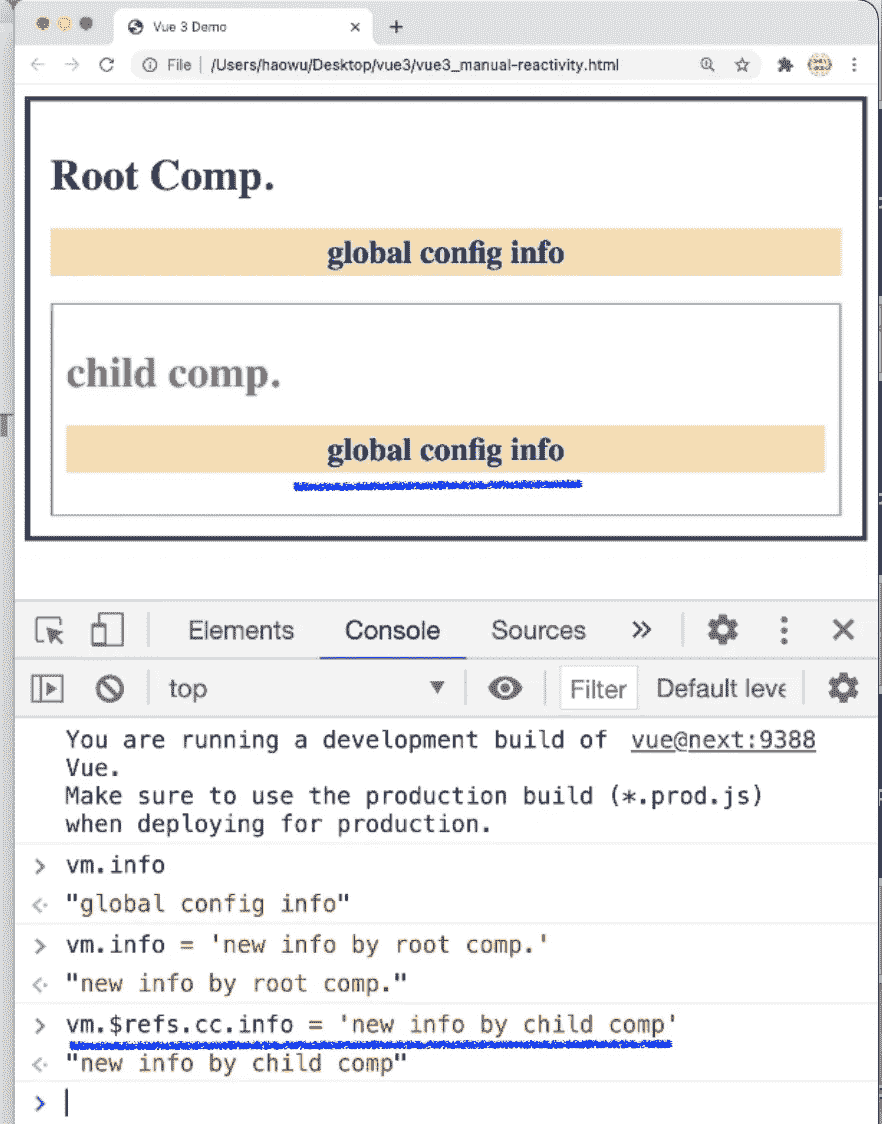 Vue 3 Demo
File | /Users/haowu/Desktop/vue3/vue3_manual-reactivity.html
Root Comp.
global config info
child comp.
global config info
Elements Console Sources
top Filter Default leve
You are running a development build of vue@next:9388
Vue.
Make sure to use the production build (*.prod.js)
when deploying for production.
> vm.info
"global config info"
> vm.info = 'new info by root comp.'
"new info by root comp."
> vm.$refs.cc.info = 'new info by child comp'
"new info by child comp"
>